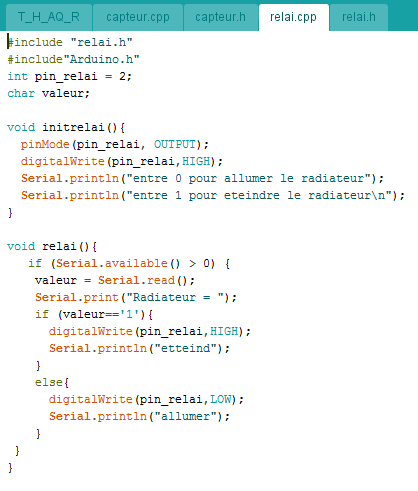 T_H_AQ_R capteur.cpp capteur.h relai.cpp relai.h
#include "relai.h"
#include"Arduino.h"
int pin_relai = 2;
char valeur;

void initrelai(){
  pinMode(pin_relai, OUTPUT);
  digitalWrite(pin_relai,HIGH);
  Serial.println("entre 0 pour allumer le radiateur");
  Serial.println("entre 1 pour eteindre le radiateur\n");
}

void relai(){
   if (Serial.available() > 0) {
    valeur = Serial.read();
    Serial.print("Radiateur = ");
    if (valeur=='1'){
      digitalWrite(pin_relai,HIGH);
      Serial.println("etteind");
    }
    else{
      digitalWrite(pin_relai,LOW);
      Serial.println("allumer");
    }
 }
}